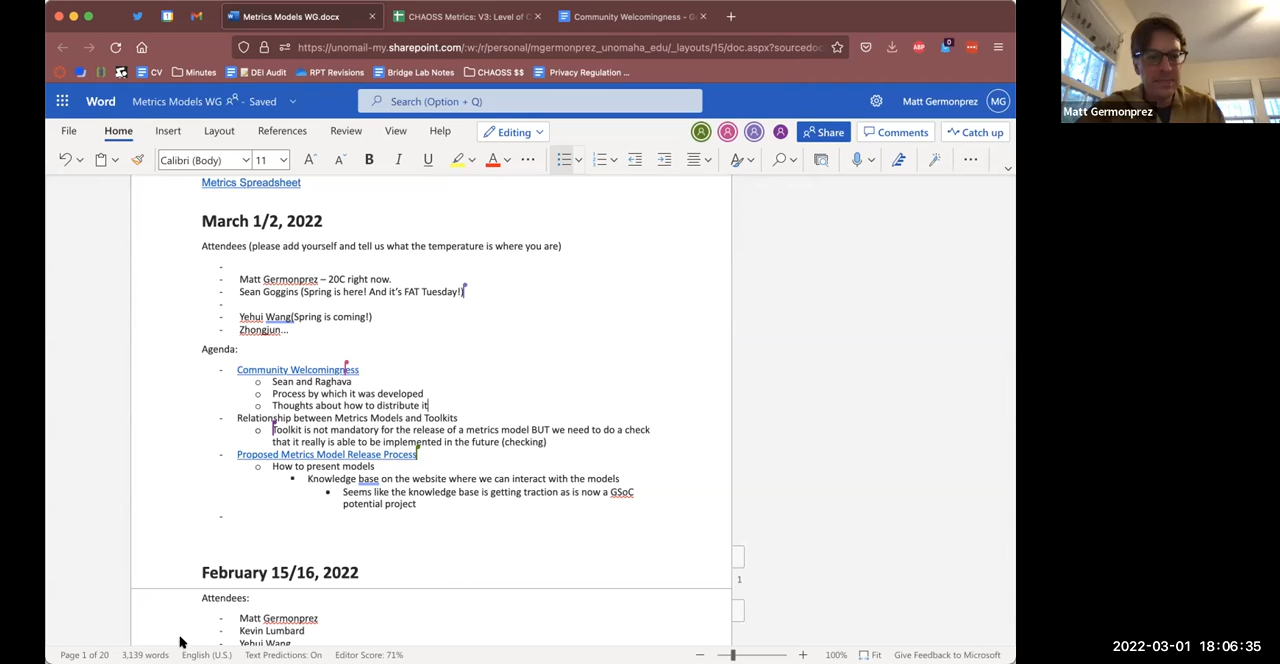 Metrics Models WG.docx
CHAOSS Metrics: V3: Level of C
Community Welcomingness - G
https://unomail-my.sharepoint.com/:w:/r/personal/mgermonprez_unomaha_edu/_layouts/15/doc.aspx?sourcedoc
ABP
0
CV
Minutes
DEI Audit
RPT Revisions
Bridge Lab Notes
CHAOSS $$
Privacy Regulation ...
Word
Metrics Models WG - Saved
Search (Option + Q)
Matt Germonprez
MG
File
Home
Insert
Layout
References
Review
View
Help
Editing
Share
Comments
Catch up
Calibri (Body)
11
B
I
U
Metrics Spreadsheet
March 1/2, 2022
Attendees (please add yourself and tell us what the temperature is where you are)
-
- Matt Germonprez – 20C right now.
- Sean Goggins (Spring is here! And it's FAT Tuesday!)
-
- Yehui Wang(Spring is coming!)
- Zhongjun...
Agenda:
- Community Welcomingness
o Sean and Raghava
o Process by which it was developed
o Thoughts about how to distribute it
- Relationship between Metrics Models and Toolkits
o Toolkit is not mandatory for the release of a metrics model BUT we need to do a check
that it really is able to be implemented in the future (checking)
- Proposed Metrics Model Release Process
o How to present models
▪ Knowledge base on the website where we can interact with the models
• Seems like the knowledge base is getting traction as is now a GSoC
potential project
-
February 15/16, 2022
Attendees:
- Matt Germonprez
- Kevin Lumbard
- Yehui Wang
1
Page 1 of 20
3,139 words
English (U.S.)
Text Predictions: On
Editor Score: 71%
100%
Fit
Give Feedback to Microsoft
Matt Germonprez
2022-03-01 18:06:35